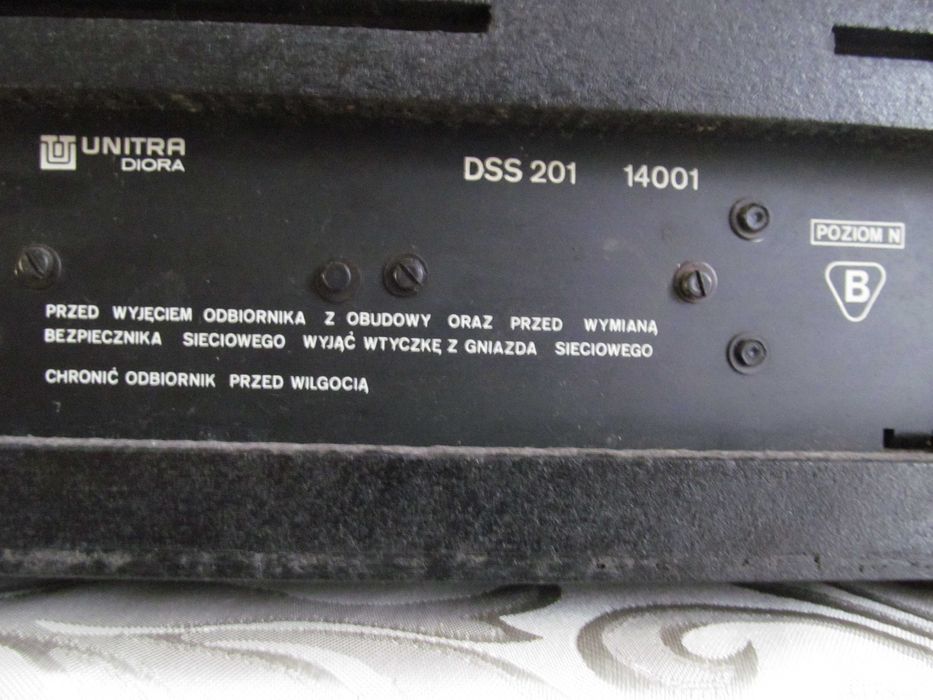 UNITRA
DIORA
DSS 201 14001
POZIOM N
B
PRZED WYJĘCIEM ODBIORNIKA Z OBUDOWY ORAZ PRZED WYMIANĄ
BEZPIECZNIKA SIECIOWEGO WYJĄĆ WTYCZKĘ Z GNIAZDA SIECIOWEGO
CHRONIĆ ODBIORNIK PRZED WILGOCIĄ